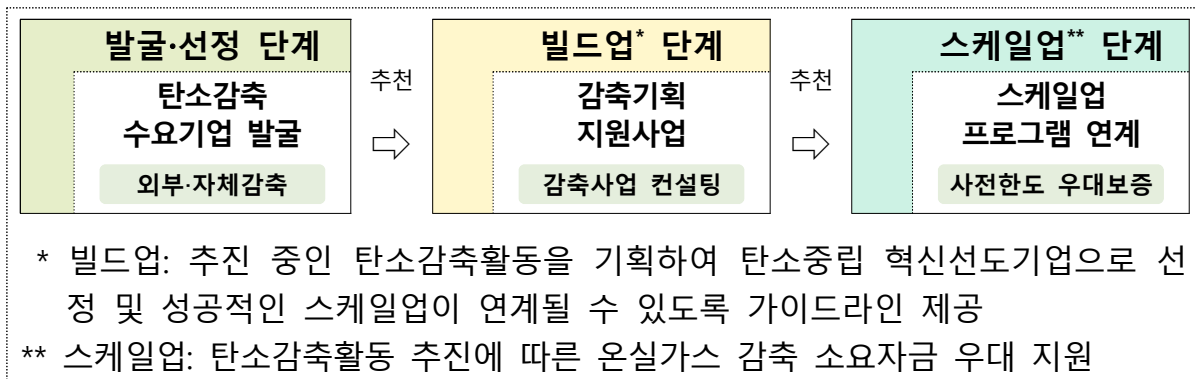 발굴·선정 단계
탄소감축
수요기업 발굴
외부·자체감축
추천
빌드업* 단계
감축기획
지원사업
감축사업 컨설팅
추천
스케일업** 단계
스케일업
프로그램 연계
사전한도 우대보증
* 빌드업: 추진 중인 탄소감축활동을 기획하여 탄소중립 혁신선도기업으로 선
정 및 성공적인 스케일업이 연계될 수 있도록 가이드라인 제공
** 스케일업: 탄소감축활동 추진에 따른 온실가스 감축 소요자금 우대 지원